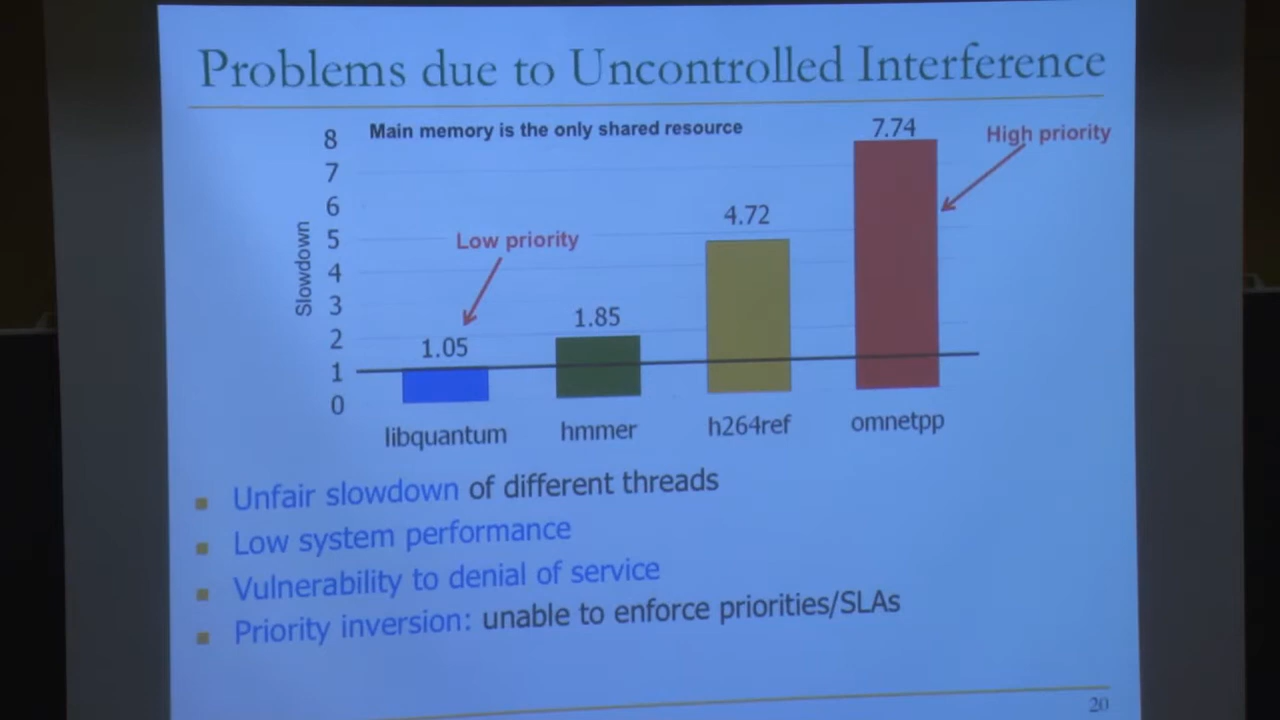 Problems due to Uncontrolled Interference
Main memory is the only shared resource
8
7
6
5
4
3
2
1
0
Slowdown
Low priority
High priority
1.05
1.85
4.72
7.74
libquantum
hmmer
h264ref
omnetpp
Unfair slowdown of different threads
Low system performance
Vulnerability to denial of service
Priority inversion: unable to enforce priorities/SLAs
20